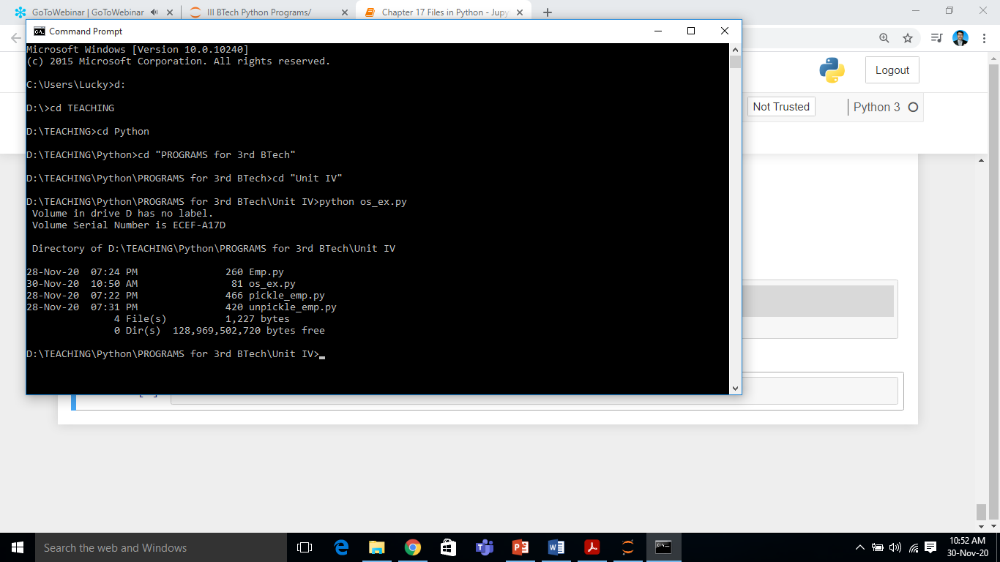 GoToWebinar | GoToWebinar
III BTech Python Programs/
Chapter 17 Files in Python - Jupy
Command Prompt
Microsoft Windows [Version 10.0.10240]
(c) 2015 Microsoft Corporation. All rights reserved.
C:\Users\Lucky>d:
D:\>cd TEACHING
D:\TEACHING>cd Python
D:\TEACHING\Python>cd "PROGRAMS for 3rd BTech"
D:\TEACHING\Python\PROGRAMS for 3rd BTech>cd "Unit IV"
D:\TEACHING\Python\PROGRAMS for 3rd BTech\Unit IV>python os_ex.py
Volume in drive D has no label.
Volume Serial Number is ECEF-A17D
Directory of D:\TEACHING\Python\PROGRAMS for 3rd BTech\Unit IV
28-Nov-20  07:24 PM               260 Emp.py
30-Nov-20  10:50 AM                81 os_ex.py
28-Nov-20  07:22 PM               466 pickle_emp.py
28-Nov-20  07:31 PM               420 unpickle_emp.py
4 File(s)          1,227 bytes
0 Dir(s)  128,969,502,720 bytes free
D:\TEACHING\Python\PROGRAMS for 3rd BTech\Unit IV>
Logout
Not Trusted
Python 3
Search the web and Windows
10:52 AM
30-Nov-20